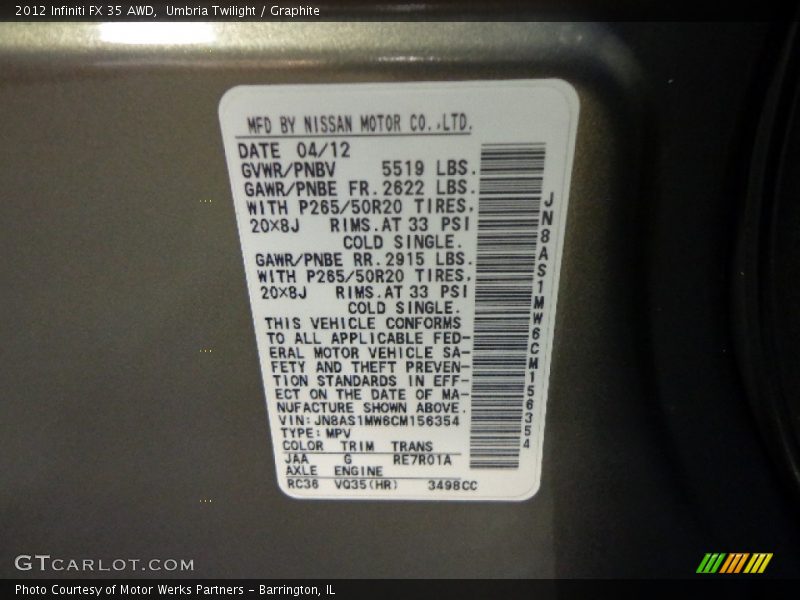 2012 Infiniti FX 35 AWD, Umbria Twilight / Graphite
MFD BY NISSAN MOTOR CO.,LTD.
DATE 04/12
GVWR/PNBV 5519 LBS.
GAWR/PNBE FR. 2622 LBS.
WITH P265/50R20 TIRES.
20×8J RIMS. AT 33 PSI
COLD SINGLE.
GAWR/PNBE RR. 2915 LBS.
WITH P265/50R20 TIRES.
20×8J RIMS. AT 33 PSI
COLD SINGLE.
THIS VEHICLE CONFORMS
TO ALL APPLICABLE FED-
ERAL MOTOR VEHICLE SA-
FETY AND THEFT PREVEN-
TION STANDARDS IN EFF-
ECT ON THE DATE OF MA-
NUFACTURE SHOWN ABOVE.
VIN: JN8AS1MW6CM156354
TYPE: MPV
COLOR TRIM TRANS
JAA G RE7R01A
AXLE ENGINE
RC36 VQ35(HR) 3498CC
JN8AS1MW6CM156354
GTCARLOT.COM
Photo Courtesy of Motor Werks Partners - Barrington, IL